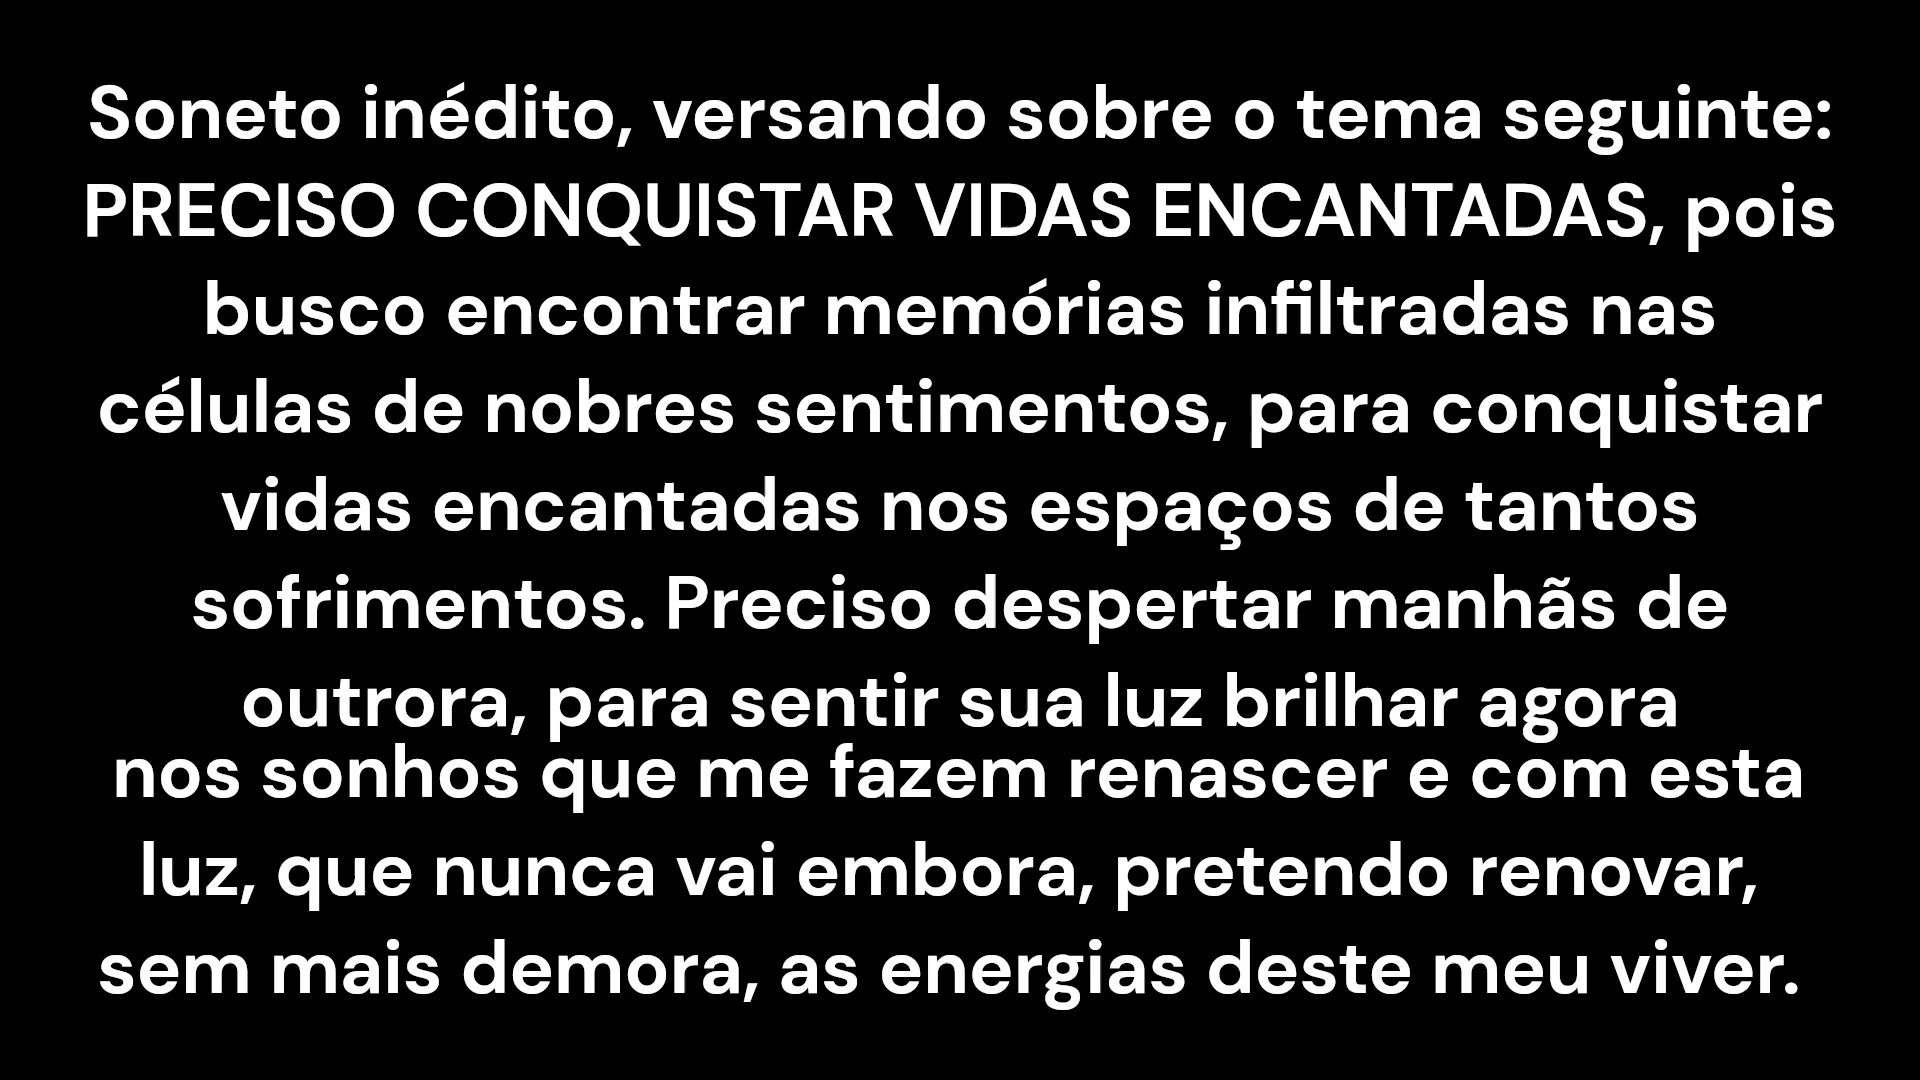 Soneto inédito, versando sobre o tema seguinte:
PRECISO CONQUISTAR VIDAS ENCANTADAS, pois
busco encontrar memórias infiltradas nas
células de nobres sentimentos, para conquistar
vidas encantadas nos espaços de tantos
sofrimentos. Preciso despertar manhãs de
outrora, para sentir sua luz brilhar agora
nos sonhos que me fazem renascer e com esta
luz, que nunca vai embora, pretendo renovar,
sem mais demora, as energias deste meu viver.